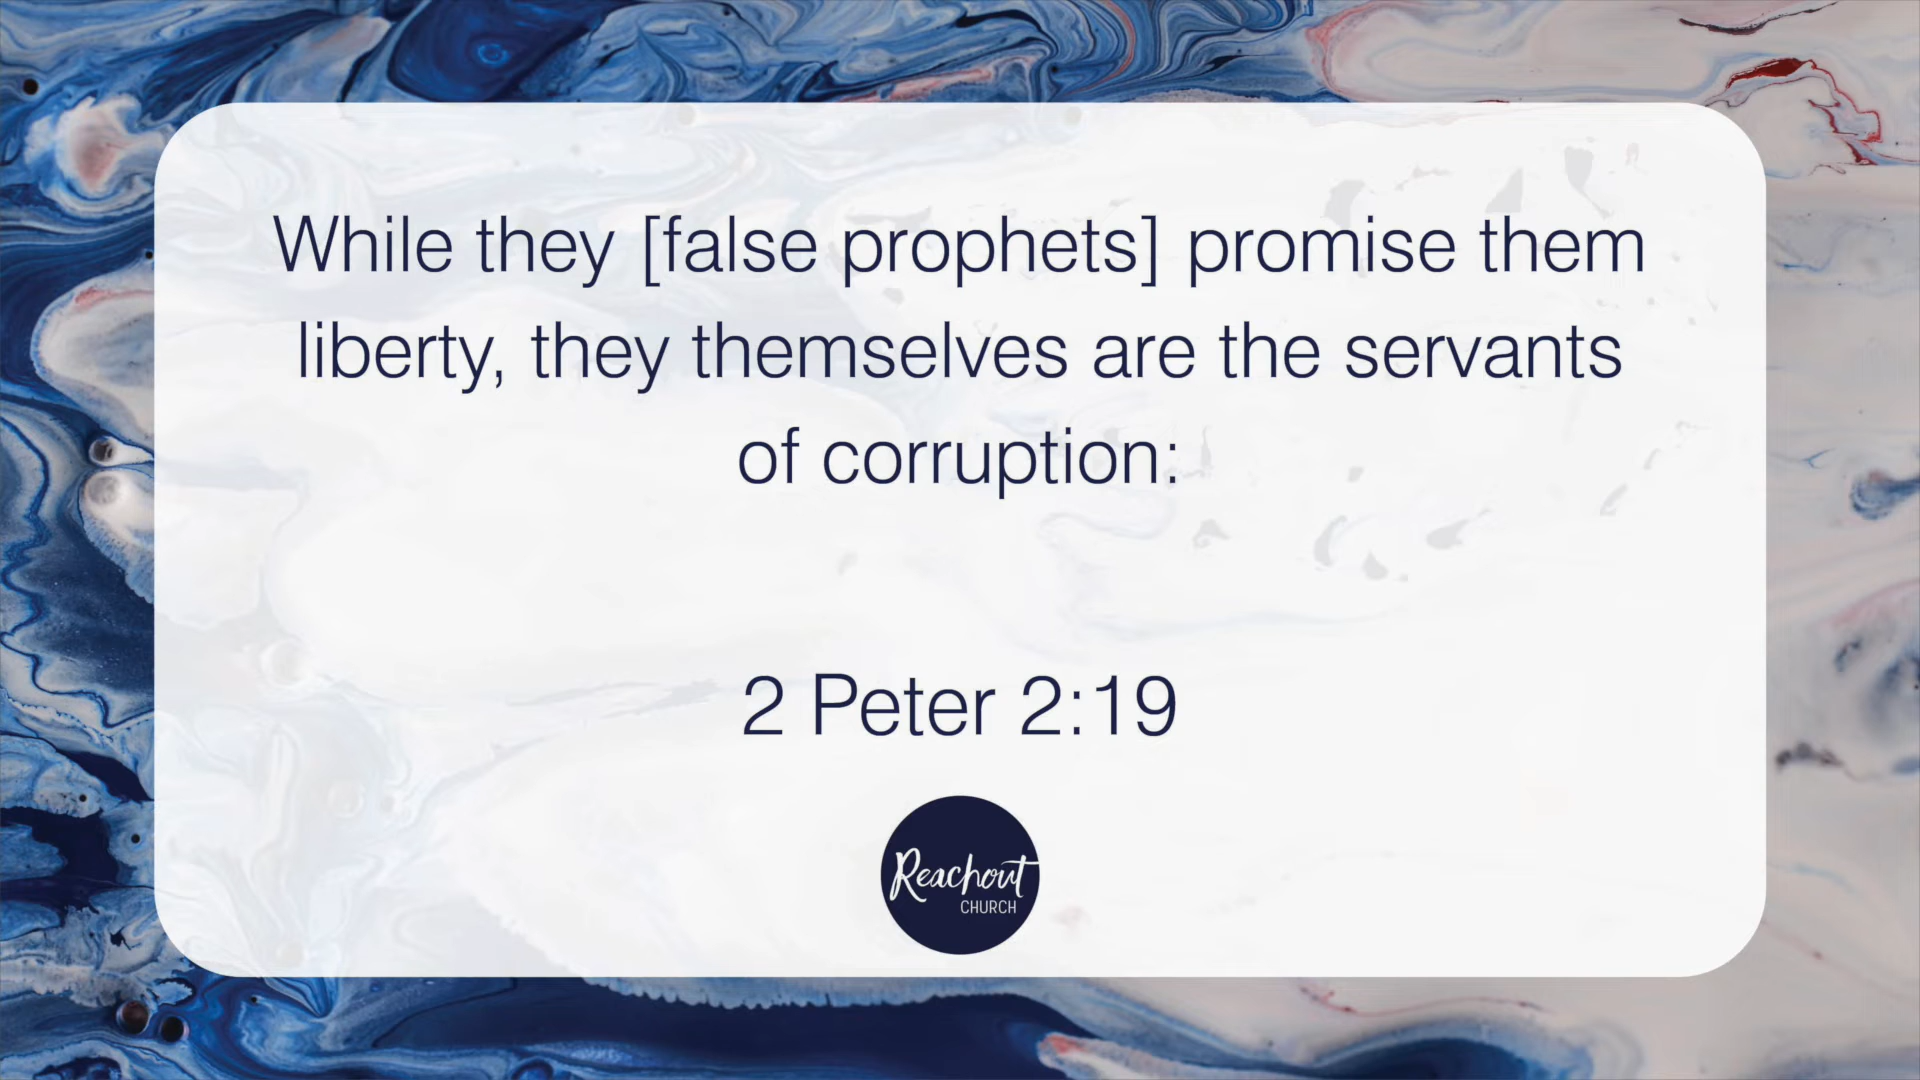 While they [false prophets] promise them
liberty, they themselves are the servants
of corruption:
2 Peter 2:19
Reachout
CHURCH